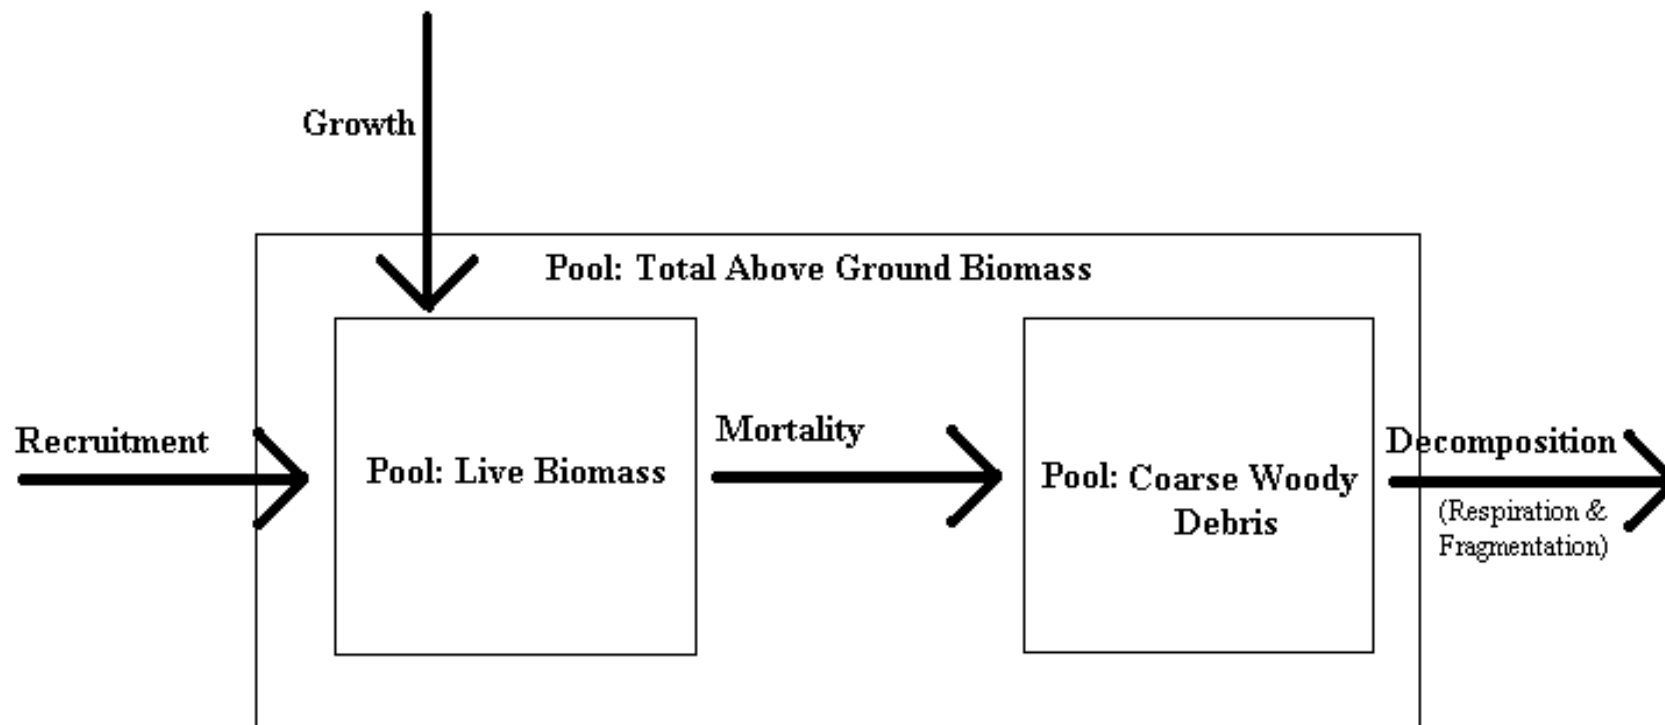 Growth
Pool: Total Above Ground Biomass
Recruitment
Pool: Live Biomass
Mortality
Pool: Coarse Woody
Debris
Decomposition
(Respiration &
Fragmentation)